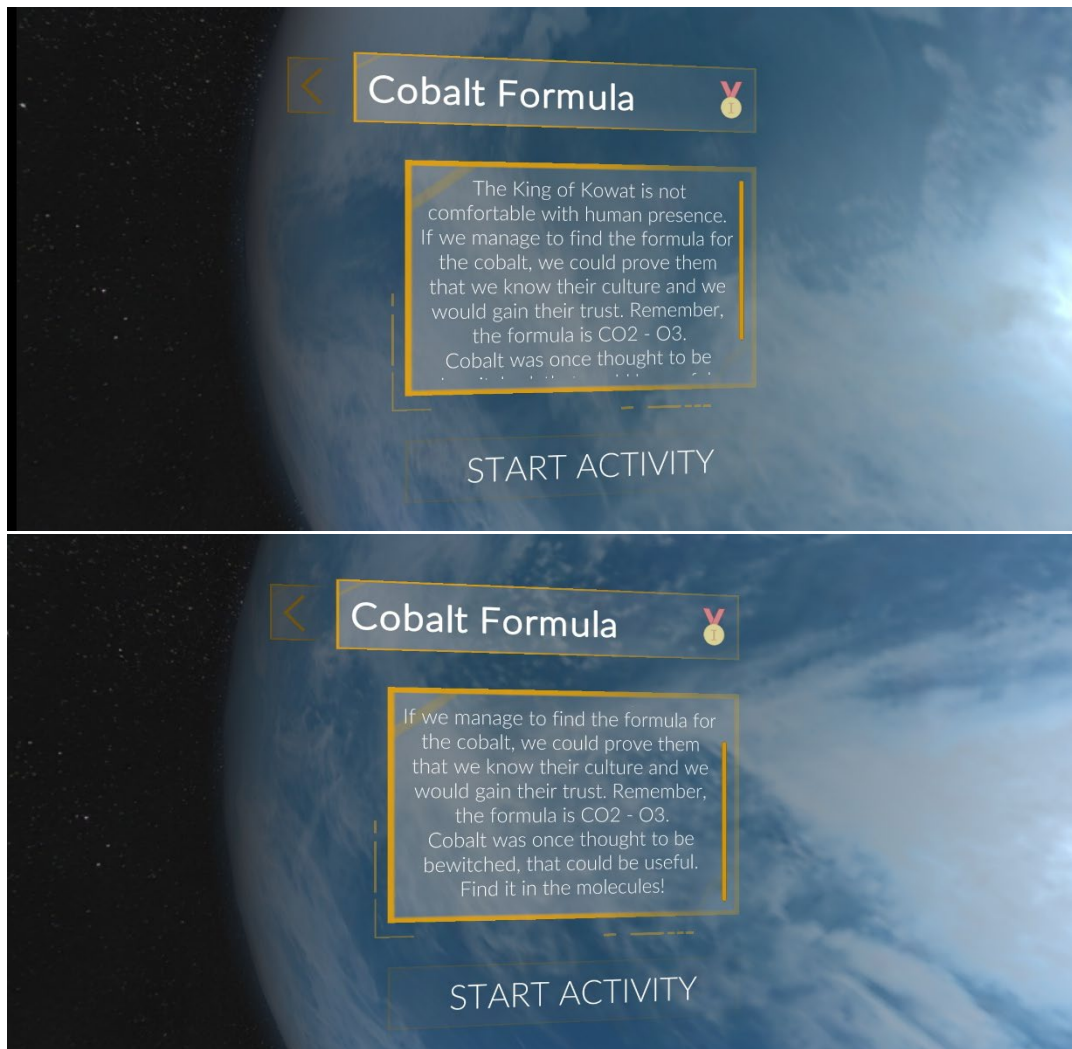 Cobalt Formula
The King of Kowat is not
comfortable with human presence.
If we manage to find the formula for
the cobalt, we could prove them
that we know their culture and we
would gain their trust. Remember,
the formula is CO2 - O3.
Cobalt was once thought to be
START ACTIVITY
Cobalt Formula
If we manage to find the formula for
the cobalt, we could prove them
that we know their culture and we
would gain their trust. Remember,
the formula is CO2 - O3.
Cobalt was once thought to be
bewitched, that could be useful.
Find it in the molecules!
START ACTIVITY